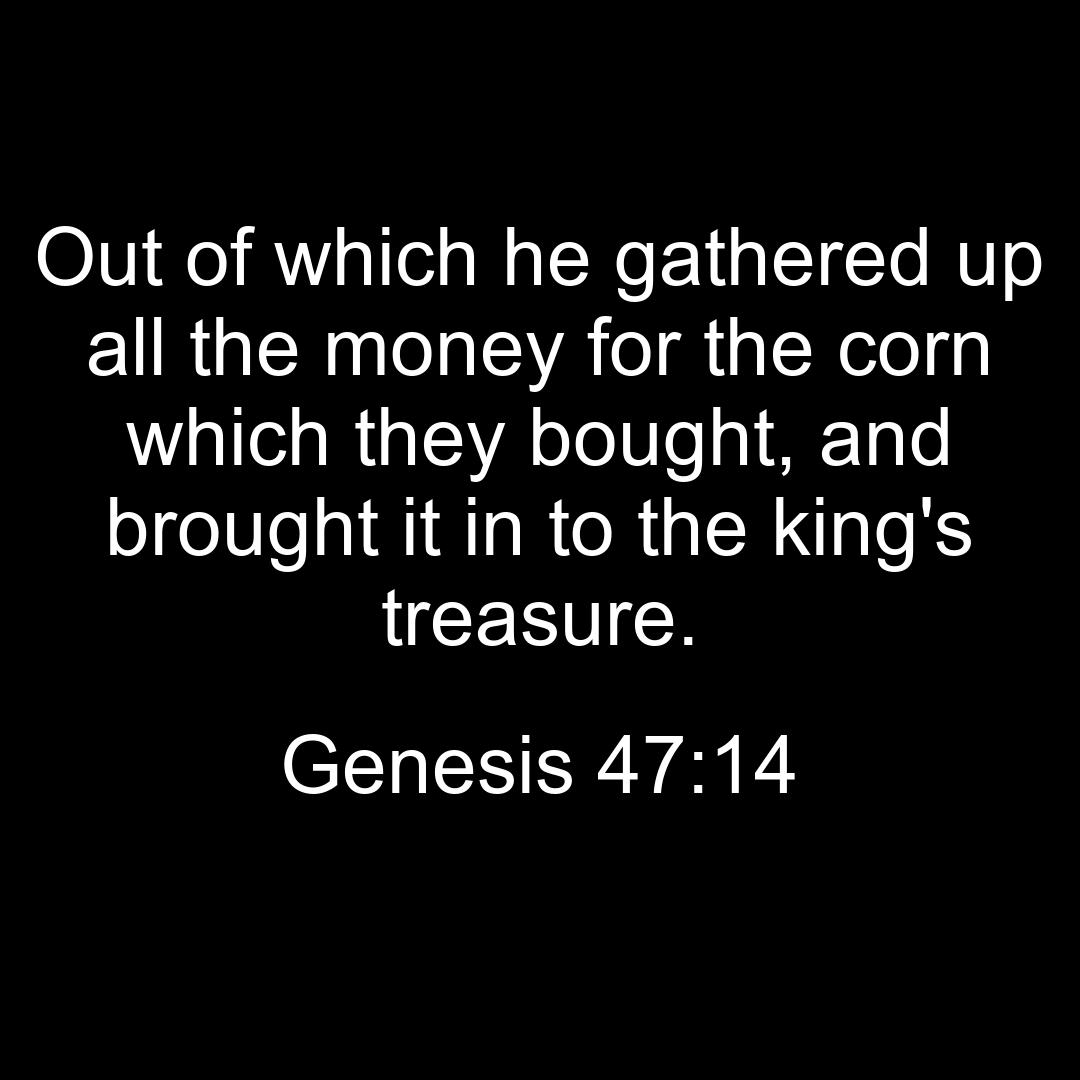 Out of which he gathered up
all the money for the corn
which they bought, and
brought it in to the king's
treasure.
Genesis 47:14